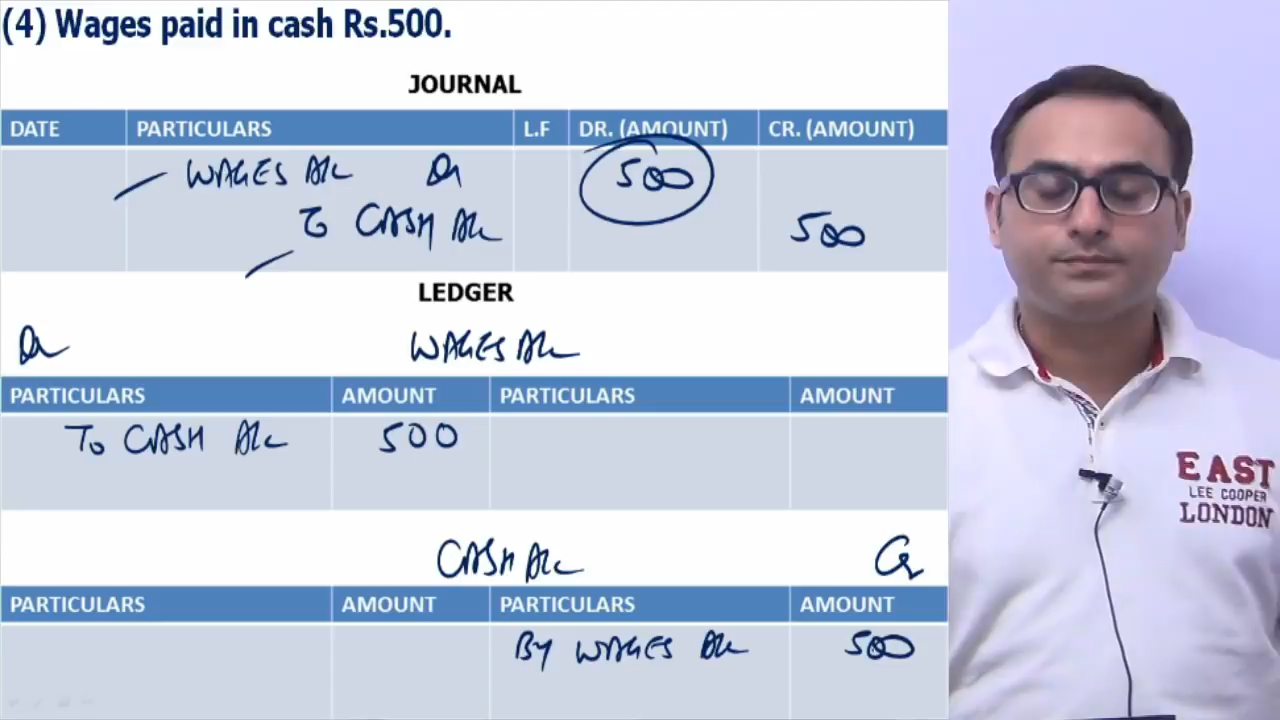 (4) Wages paid in cash Rs.500.
JOURNAL
DATE PARTICULARS L.F DR. (AMOUNT) CR. (AMOUNT)
WAGES A/c Dr 500
To CASH A/c 500
LEDGER
Dr WAGES A/c
PARTICULARS AMOUNT PARTICULARS AMOUNT
To CASH A/c 500
CASH A/c Cr
PARTICULARS AMOUNT PARTICULARS AMOUNT
By WAGES A/c 500
EAST
LEE COOPER
LONDON